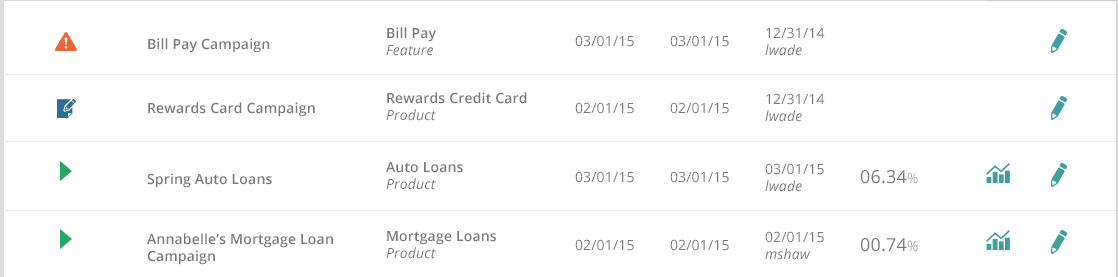 Bill Pay Campaign
Bill Pay
Feature
03/01/15
03/01/15
12/31/14
lwade
Rewards Card Campaign
Rewards Credit Card
Product
02/01/15
02/01/15
12/31/14
lwade
Spring Auto Loans
Auto Loans
Product
03/01/15
03/01/15
03/01/15
lwade
06.34%
Annabelle's Mortgage Loan
Campaign
Mortgage Loans
Product
02/01/15
02/01/15
02/01/15
mshaw
00.74%